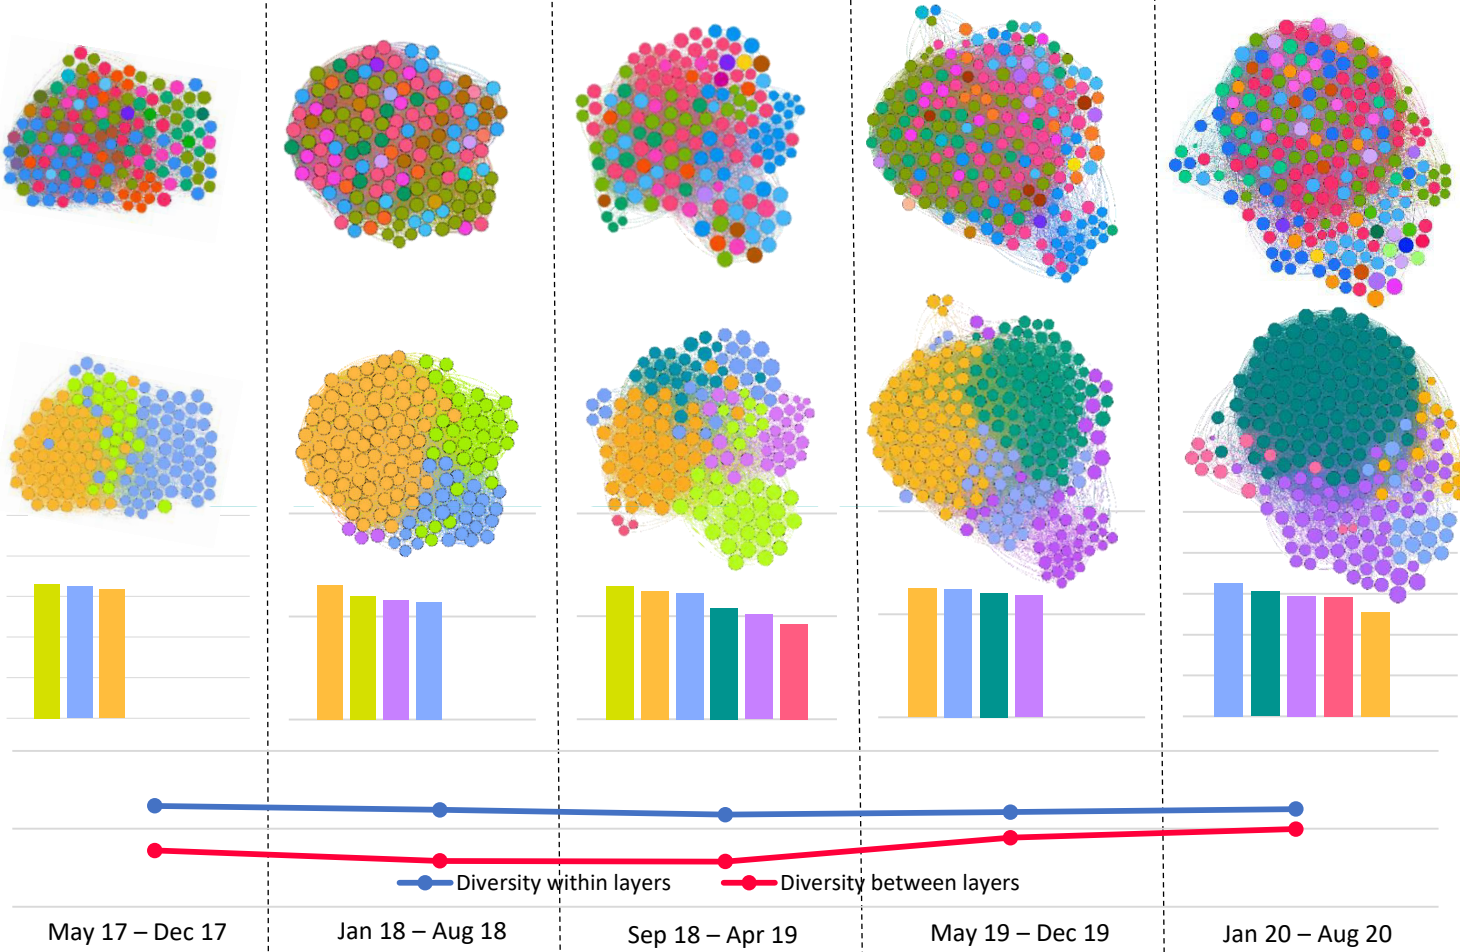 Diversity within layers
Diversity between layers
May 17 – Dec 17
Jan 18 – Aug 18
Sep 18 – Apr 19
May 19 – Dec 19
Jan 20 – Aug 20